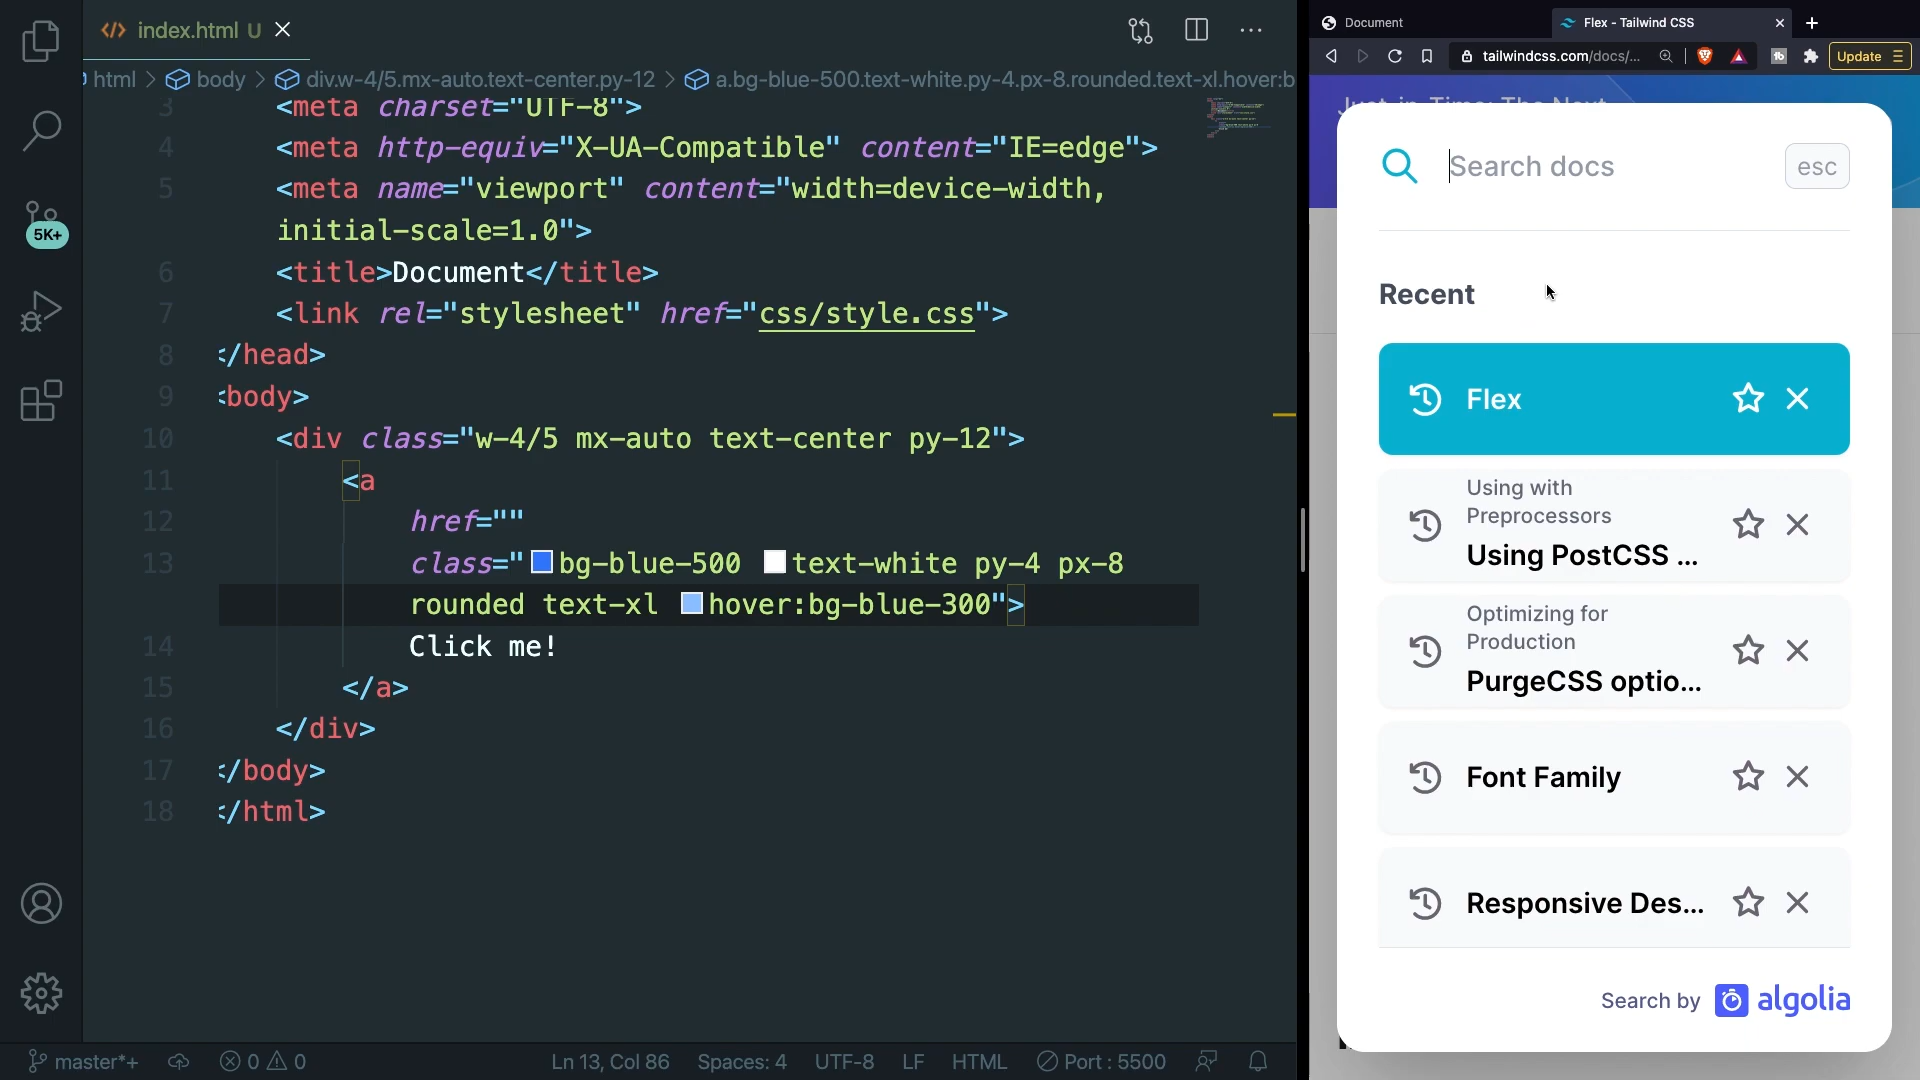 index.html U
html > body > div.w-4/5.mx-auto.text-center.py-12 > a.bg-blue-500.text-white.py-4.px-8.rounded.text-xl.hover:b
3 <meta charset="UTF-8">
4 <meta http-equiv="X-UA-Compatible" content="IE=edge">
5 <meta name="viewport" content="width=device-width,
initial-scale=1.0">
6 <title>Document</title>
7 <link rel="stylesheet" href="css/style.css">
8 </head>
9 <body>
10 <div class="w-4/5 mx-auto text-center py-12">
11 <a
12 href=""
13 class="bg-blue-500 text-white py-4 px-8
rounded text-xl hover:bg-blue-300">
14 Click me!
15 </a>
16 </div>
17 </body>
18 </html>
5K+
master*+ 0 0 Ln 13, Col 86 Spaces: 4 UTF-8 LF HTML Port : 5500
Document Flex - Tailwind CSS
tailwindcss.com/docs/... Update
Just-in-Time: The Next
Search docs esc
Recent
Flex
Using with
Preprocessors
Using PostCSS ...
Optimizing for
Production
PurgeCSS optio...
Font Family
Responsive Des...
Search by algolia